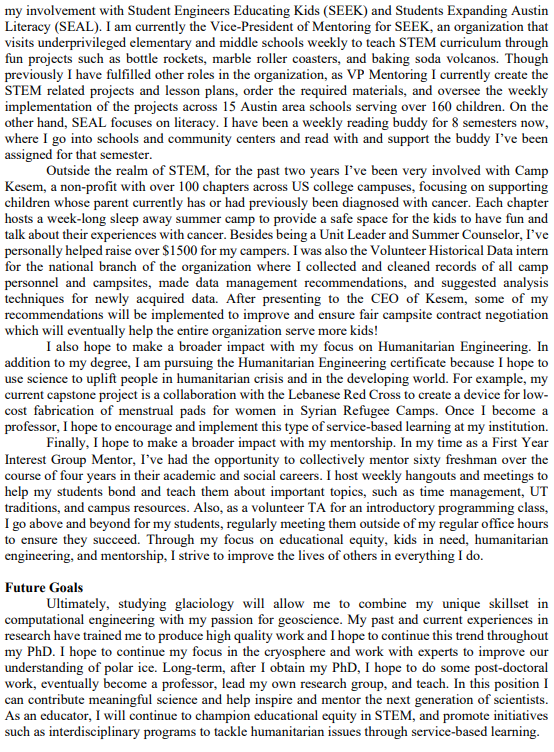 my involvement with Student Engineers Educating Kids (SEEK) and Students Expanding Austin
Literacy (SEAL). I am currently the Vice-President of Mentoring for SEEK, an organization that
visits underprivileged elementary and middle schools weekly to teach STEM curriculum through
fun projects such as bottle rockets, marble roller coasters, and baking soda volcanos. Though
previously I have fulfilled other roles in the organization, as VP Mentoring I currently create the
STEM related projects and lesson plans, order the required materials, and oversee the weekly
implementation of the projects across 15 Austin area schools serving over 160 children. On the
other hand, SEAL focuses on literacy. I have been a weekly reading buddy for 8 semesters now,
where I go into schools and community centers and read with and support the buddy I've been
assigned for that semester.
Outside the realm of STEM, for the past two years I've been very involved with Camp
Kesem, a non-profit with over 100 chapters across US college campuses, focusing on supporting
children whose parent currently has or had previously been diagnosed with cancer. Each chapter
hosts a week-long sleep away summer camp to provide a safe space for the kids to have fun and
talk about their experiences with cancer. Besides being a Unit Leader and Summer Counselor, I've
personally helped raise over $1500 for my campers. I was also the Volunteer Historical Data intern
for the national branch of the organization where I collected and cleaned records of all camp
personnel and campsites, made data management recommendations, and suggested analysis
techniques for newly acquired data. After presenting to the CEO of Kesem, some of my
recommendations will be implemented to improve and ensure fair campsite contract negotiation
which will eventually help the entire organization serve more kids!
I also hope to make a broader impact with my focus on Humanitarian Engineering. In
addition to my degree, I am pursuing the Humanitarian Engineering certificate because I hope to
use science to uplift people in humanitarian crisis and in the developing world. For example, my
current capstone project is a collaboration with the Lebanese Red Cross to create a device for low-
cost fabrication of menstrual pads for women in Syrian Refugee Camps. Once I become a
professor, I hope to encourage and implement this type of service-based learning at my institution.
Finally, I hope to make a broader impact with my mentorship. In my time as a First Year
Interest Group Mentor, I've had the opportunity to collectively mentor sixty freshman over the
course of four years in their academic and social careers. I host weekly hangouts and meetings to
help my students bond and teach them about important topics, such as time management, UT
traditions, and campus resources. Also, as a volunteer TA for an introductory programming class,
I go above and beyond for my students, regularly meeting them outside of my regular office hours
to ensure they succeed. Through my focus on educational equity, kids in need, humanitarian
engineering, and mentorship, I strive to improve the lives of others in everything I do.
Future Goals
Ultimately, studying glaciology will allow me to combine my unique skillset in
computational engineering with my passion for geoscience. My past and current experiences in
research have trained me to produce high quality work and I hope to continue this trend throughout
my PhD. I hope to continue my focus in the cryosphere and work with experts to improve our
understanding of polar ice. Long-term, after I obtain my PhD, I hope to do some post-doctoral
work, eventually become a professor, lead my own research group, and teach. In this position I
can contribute meaningful science and help inspire and mentor the next generation of scientists.
As an educator, I will continue to champion educational equity in STEM, and promote initiatives
such as interdisciplinary programs to tackle humanitarian issues through service-based learning.